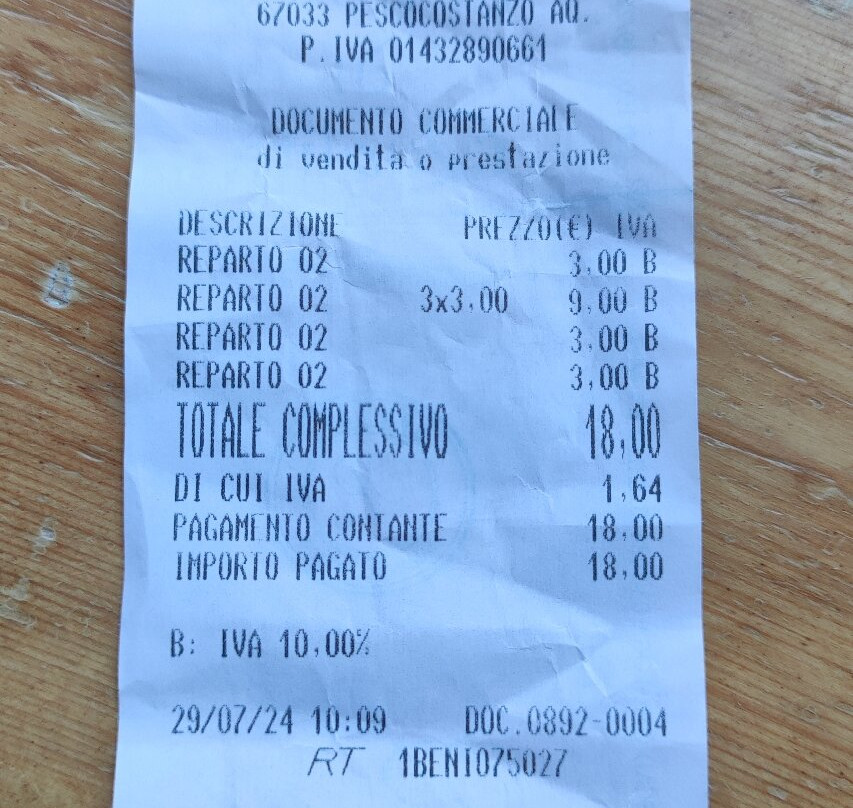 67033 PESCOCOSTANZO AQ.
P.IVA 01432890661
DOCUMENTO COMMERCIALE
di vendita o prestazione
DESCRIZIONE PREZZO(€) IVA
REPARTO 02 3,00 B
REPARTO 02 3x3,00 9,00 B
REPARTO 02 3,00 B
REPARTO 02 3,00 B
TOTALE COMPLESSIVO 18,00
DI CUI IVA 1,64
PAGAMENTO CONTANTE 18,00
IMPORTO PAGATO 18,00
B: IVA 10,00%
29/07/24 10:09 DOC.0892-0004
RT 1BENI075027